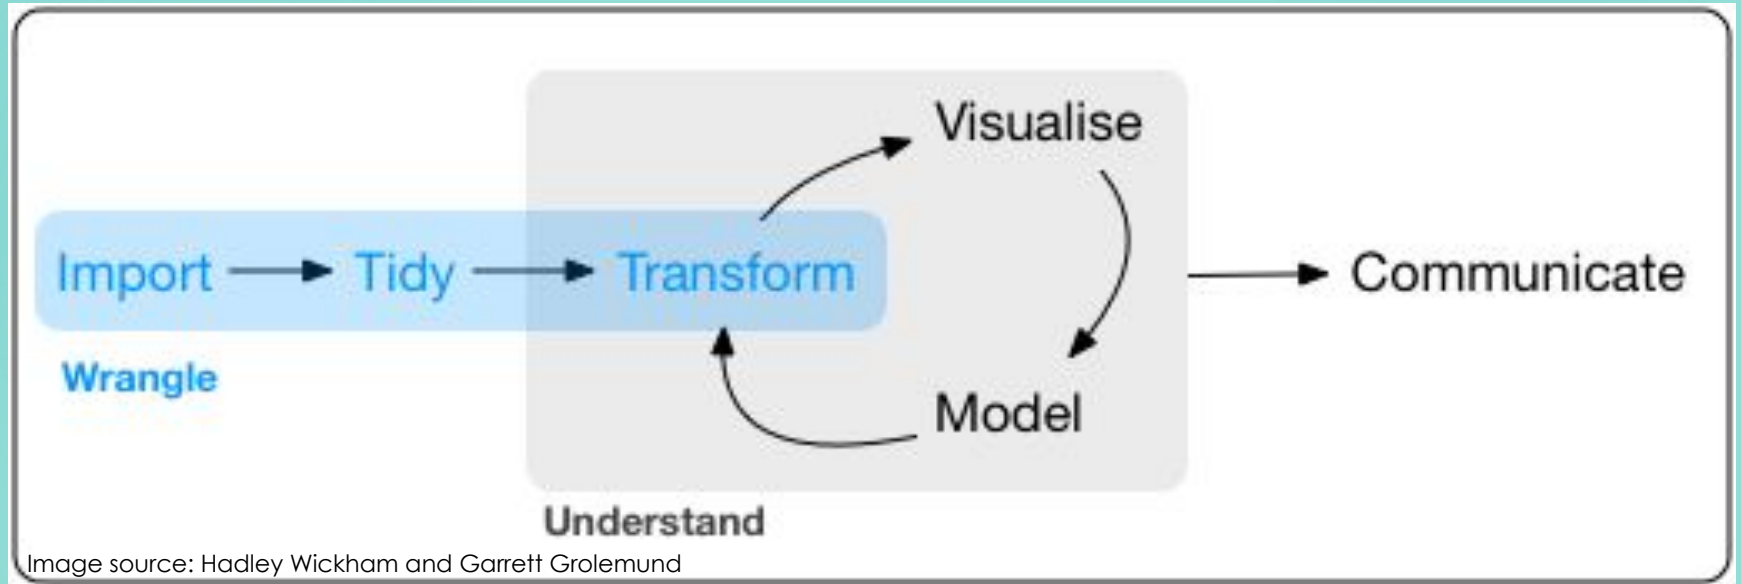 Visualise
Import Tidy Transform Communicate
Wrangle
Model
Understand
Image source: Hadley Wickham and Garrett Grolemund